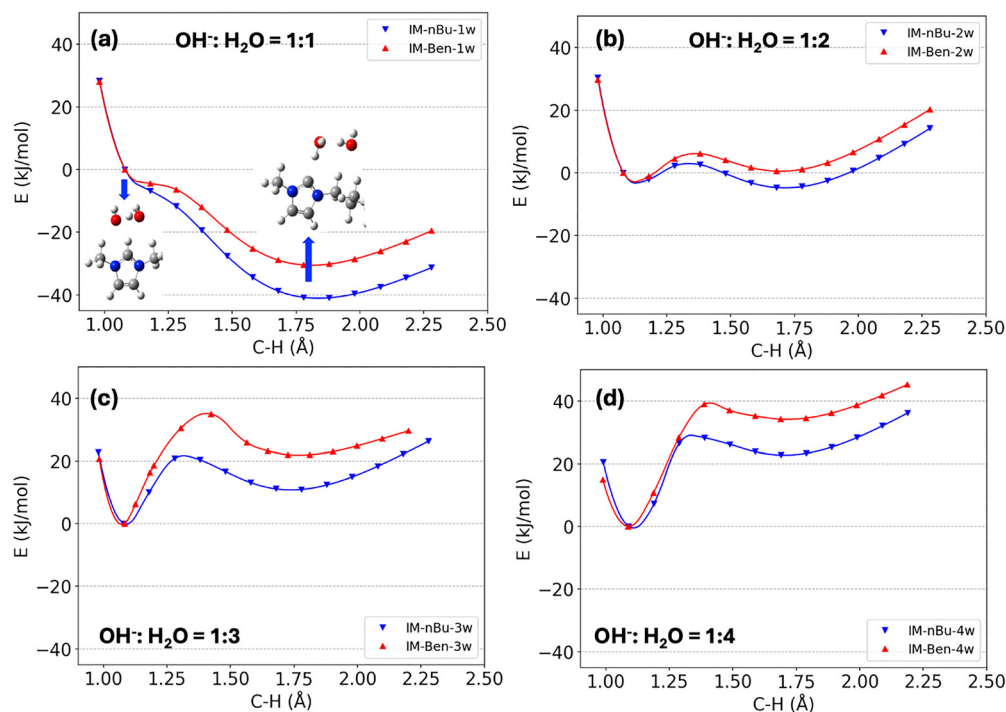 (a)
OH⁻: H₂O = 1:1
IM-nBu-1w
IM-Ben-1w
E (kJ/mol)
40
20
0
−20
−40
1.00 1.25 1.50 1.75 2.00 2.25 2.50
C-H (Å)
(b)
OH⁻: H₂O = 1:2
IM-nBu-2w
IM-Ben-2w
E (kJ/mol)
40
20
0
−20
−40
1.00 1.25 1.50 1.75 2.00 2.25 2.50
C-H (Å)
(c)
E (kJ/mol)
40
20
0
−20
−40
OH⁻: H₂O = 1:3
IM-nBu-3w
IM-Ben-3w
1.00 1.25 1.50 1.75 2.00 2.25 2.50
C-H (Å)
(d)
E (kJ/mol)
40
20
0
−20
−40
OH⁻: H₂O = 1:4
IM-nBu-4w
IM-Ben-4w
1.00 1.25 1.50 1.75 2.00 2.25 2.50
C-H (Å)